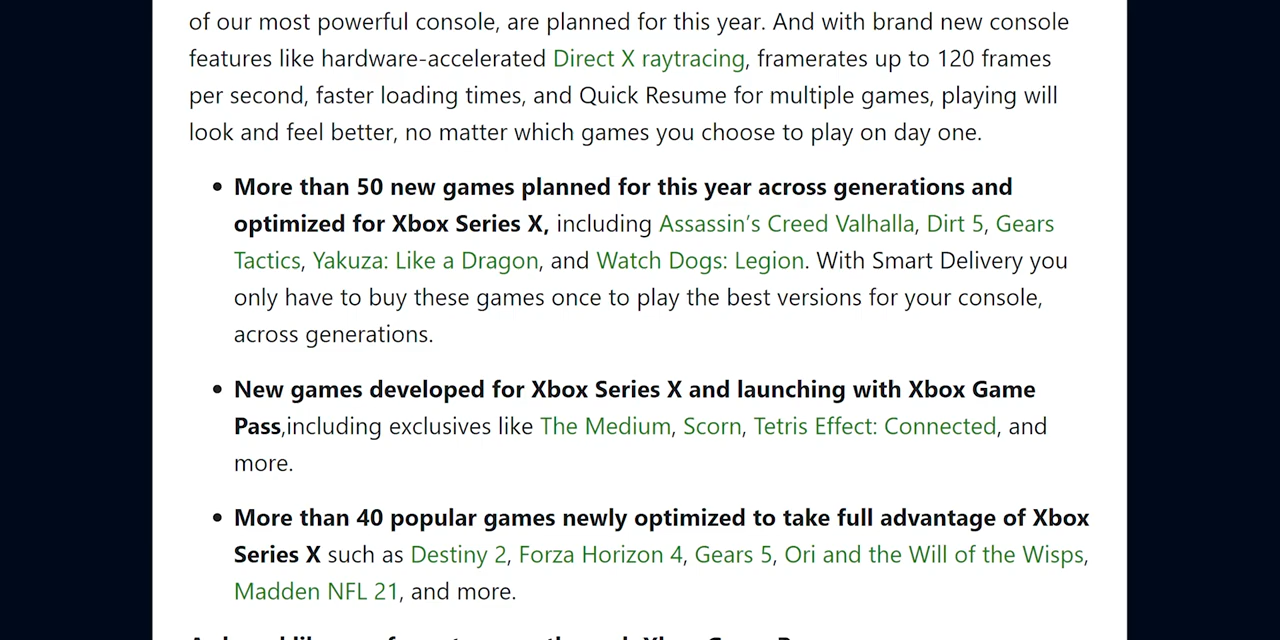 of our most powerful console, are planned for this year. And with brand new console
features like hardware-accelerated Direct X raytracing, framerates up to 120 frames
per second, faster loading times, and Quick Resume for multiple games, playing will
look and feel better, no matter which games you choose to play on day one.
• More than 50 new games planned for this year across generations and
optimized for Xbox Series X, including Assassin’s Creed Valhalla, Dirt 5, Gears
Tactics, Yakuza: Like a Dragon, and Watch Dogs: Legion. With Smart Delivery you
only have to buy these games once to play the best versions for your console,
across generations.
• New games developed for Xbox Series X and launching with Xbox Game
Pass,including exclusives like The Medium, Scorn, Tetris Effect: Connected, and
more.
• More than 40 popular games newly optimized to take full advantage of Xbox
Series X such as Destiny 2, Forza Horizon 4, Gears 5, Ori and the Will of the Wisps,
Madden NFL 21, and more.